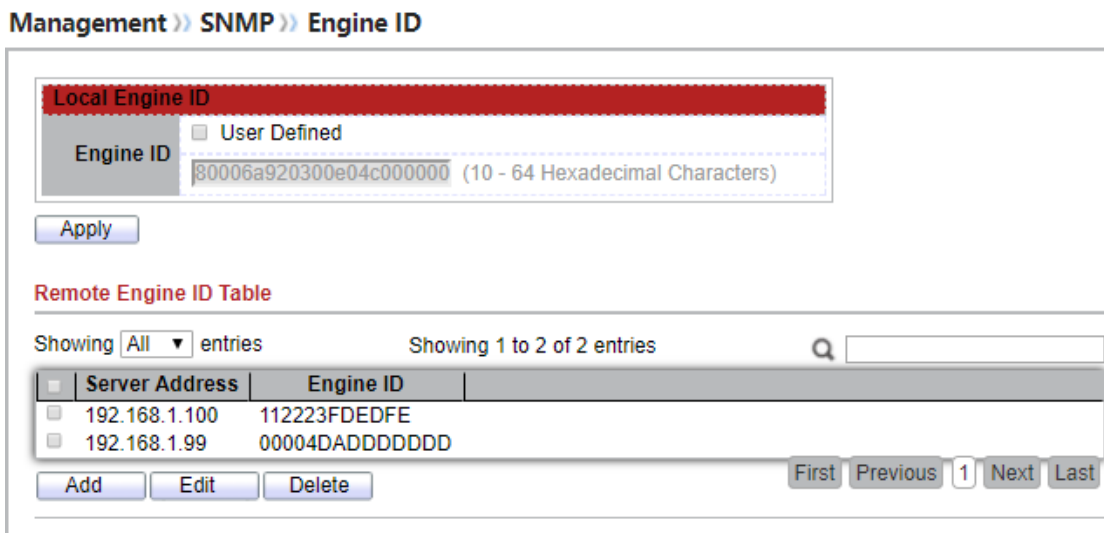 Management » SNMP » Engine ID
Local Engine ID
Engine ID
User Defined
80006a920300e04c000000 (10 - 64 Hexadecimal Characters)
Apply
Remote Engine ID Table
Showing All ▼ entries Showing 1 to 2 of 2 entries
Server Address Engine ID
192.168.1.100 112223FDEDFE
192.168.1.99 00004DADDDDDDD
Add Edit Delete First Previous 1 Next Last